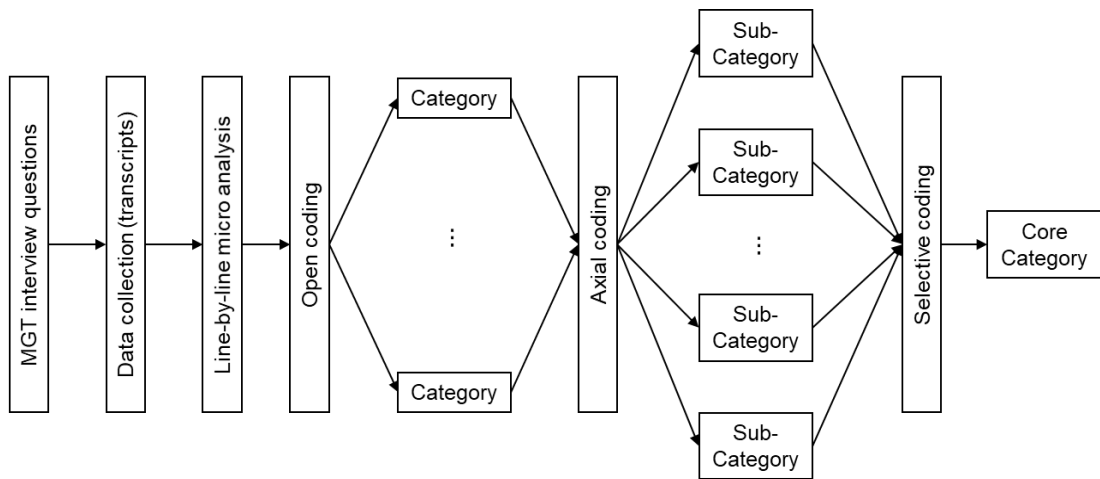 MGT interview questions
Data collection (transcripts)
Line-by-line micro analysis
Open coding
Category
...
Category
Axial coding
Sub-
Category
Sub-
Category
...
Sub-
Category
Sub-
Category
Selective coding
Core
Category